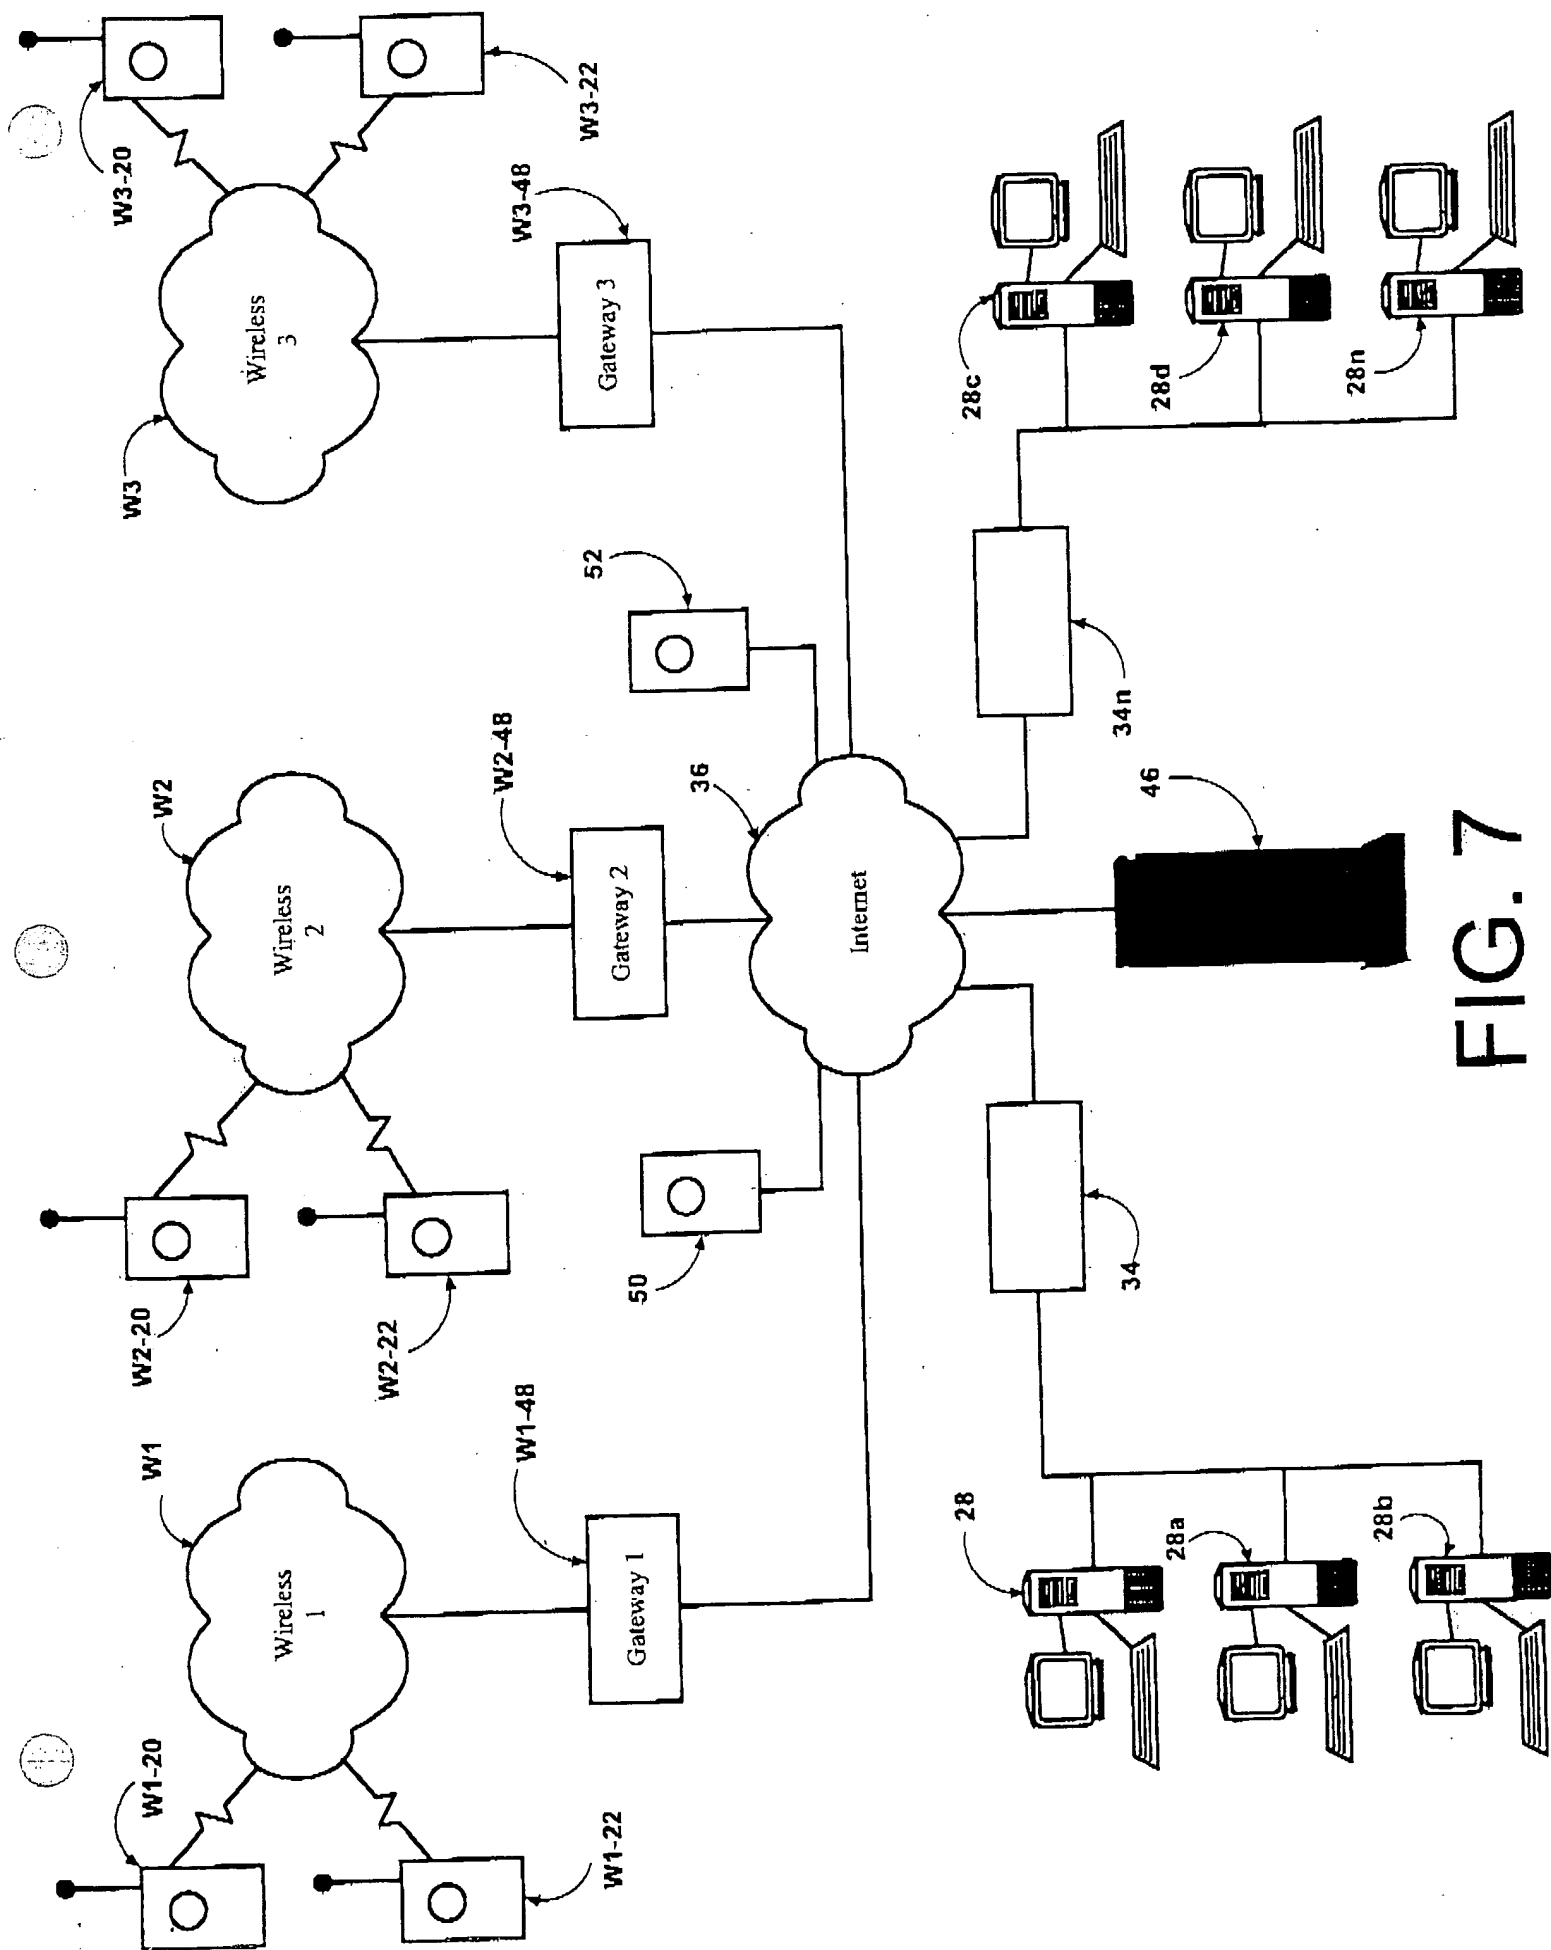 W1-20
W1
W2-20
W2
W3
W3-20
Wireless
1
Wireless
2
Wireless
3
W1-22
W2-22
W3-22
W1-48
W2-48
W3-48
Gateway 1
Gateway 2
Gateway 3
50
52
36
Internet
28
28a
28b
34
46
34n
28c
28d
28n
FIG. 7